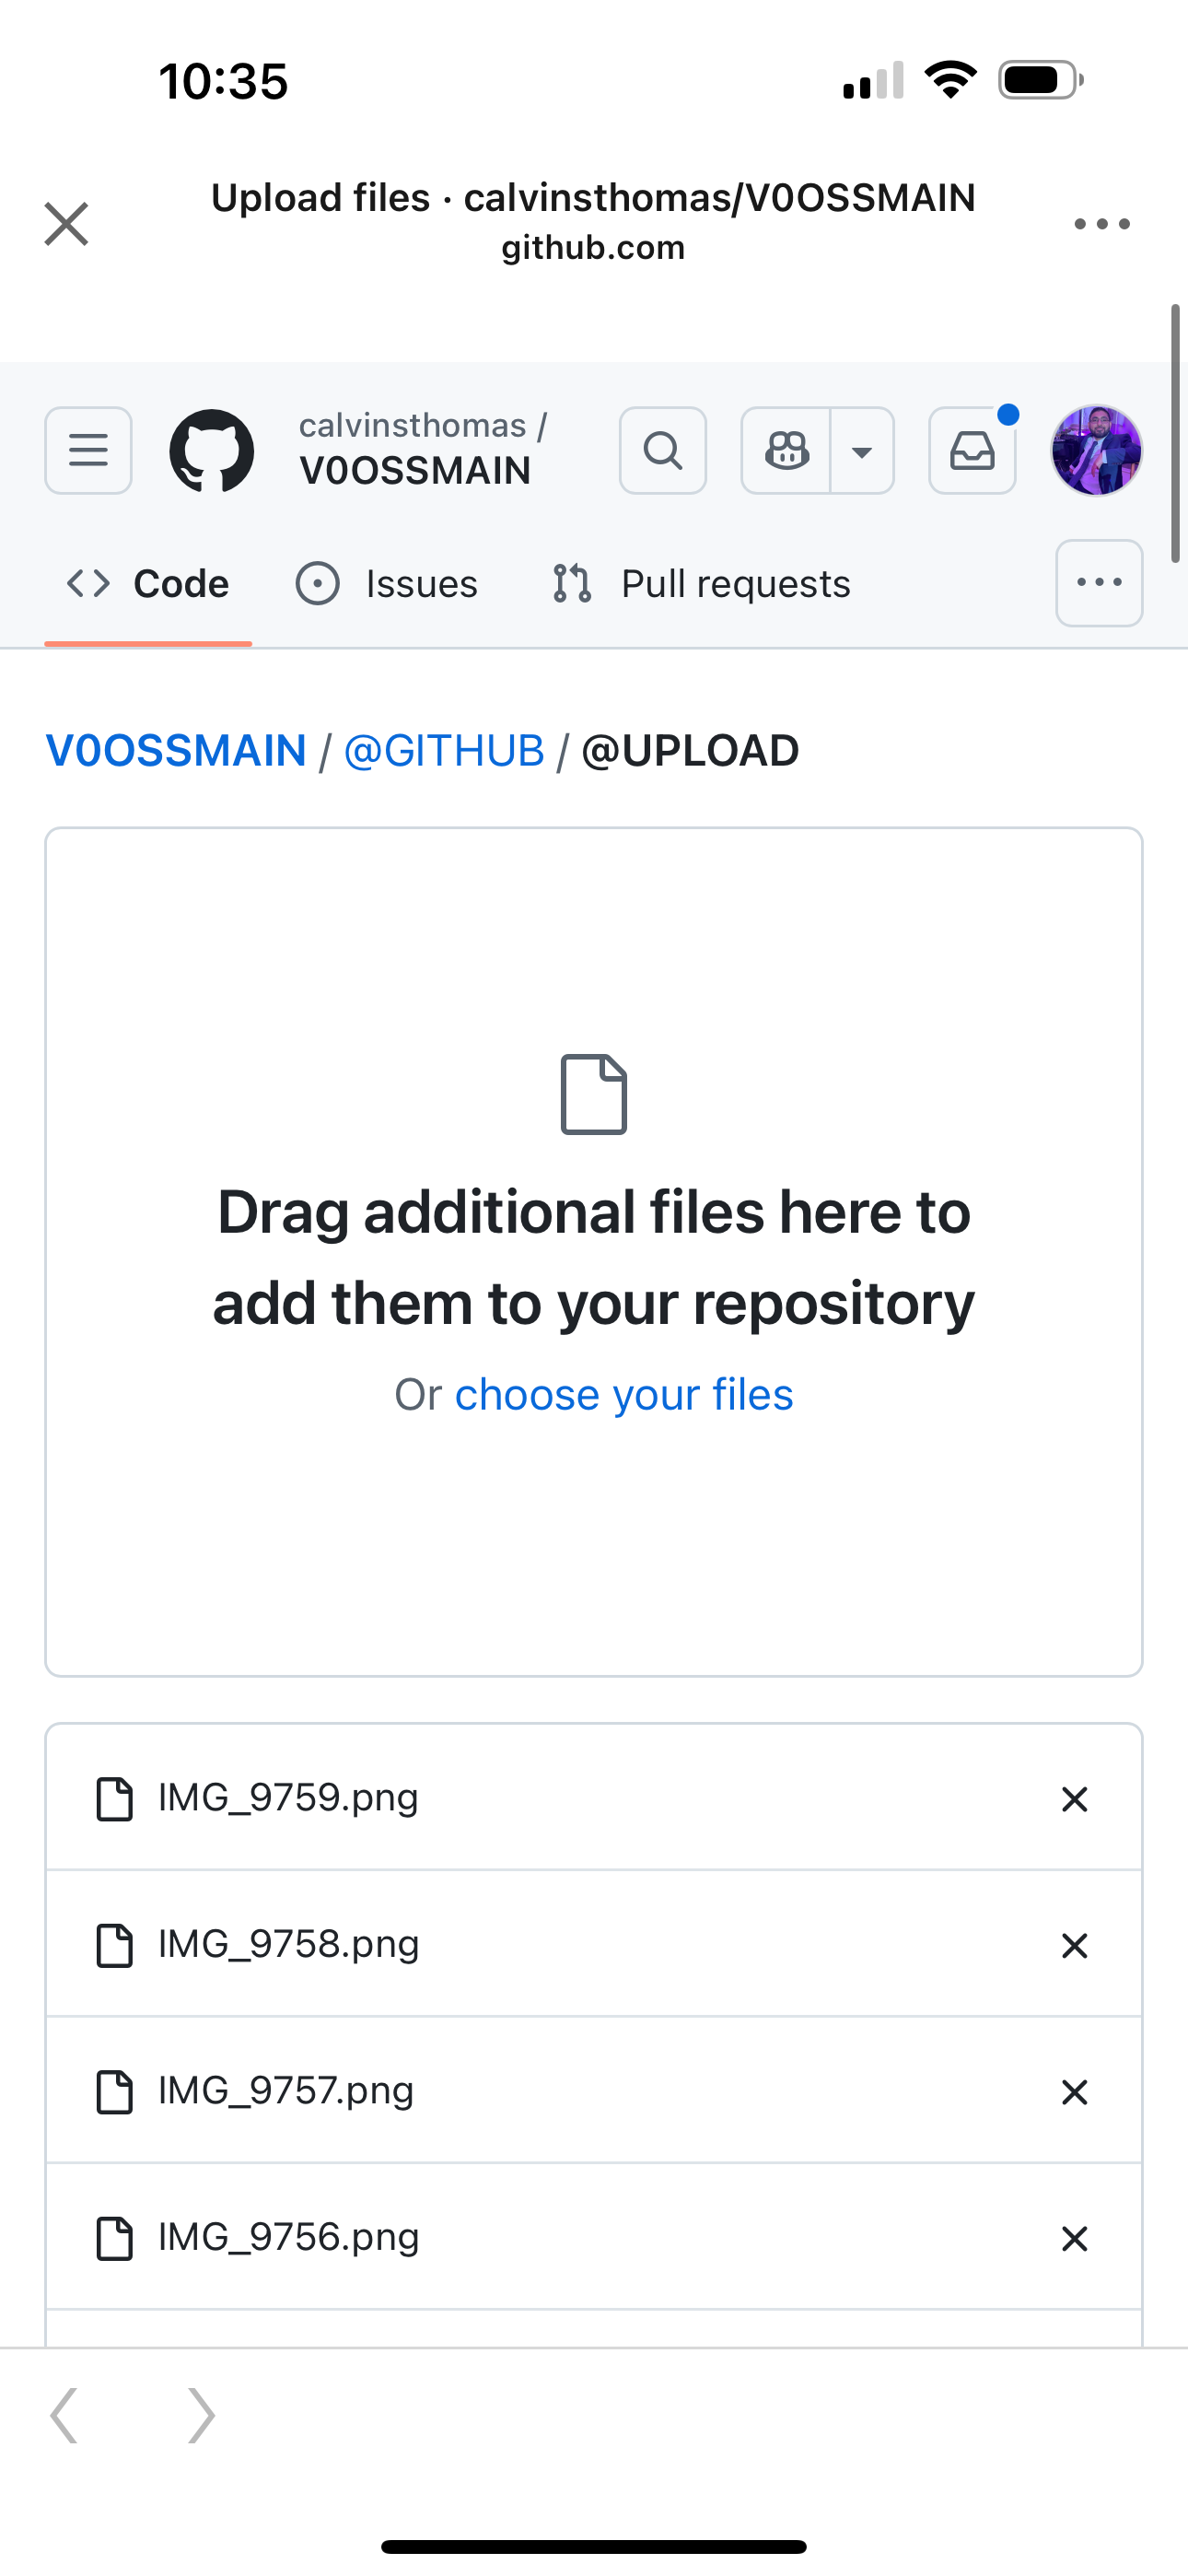 10:35
Upload files · calvinsthomas/V0OSSMAIN
github.com
calvinsthomas /
V0OSSMAIN
Code
Issues
Pull requests
V0OSSMAIN / @GITHUB / @UPLOAD
Drag additional files here to
add them to your repository
Or choose your files
IMG_9759.png
IMG_9758.png
IMG_9757.png
IMG_9756.png